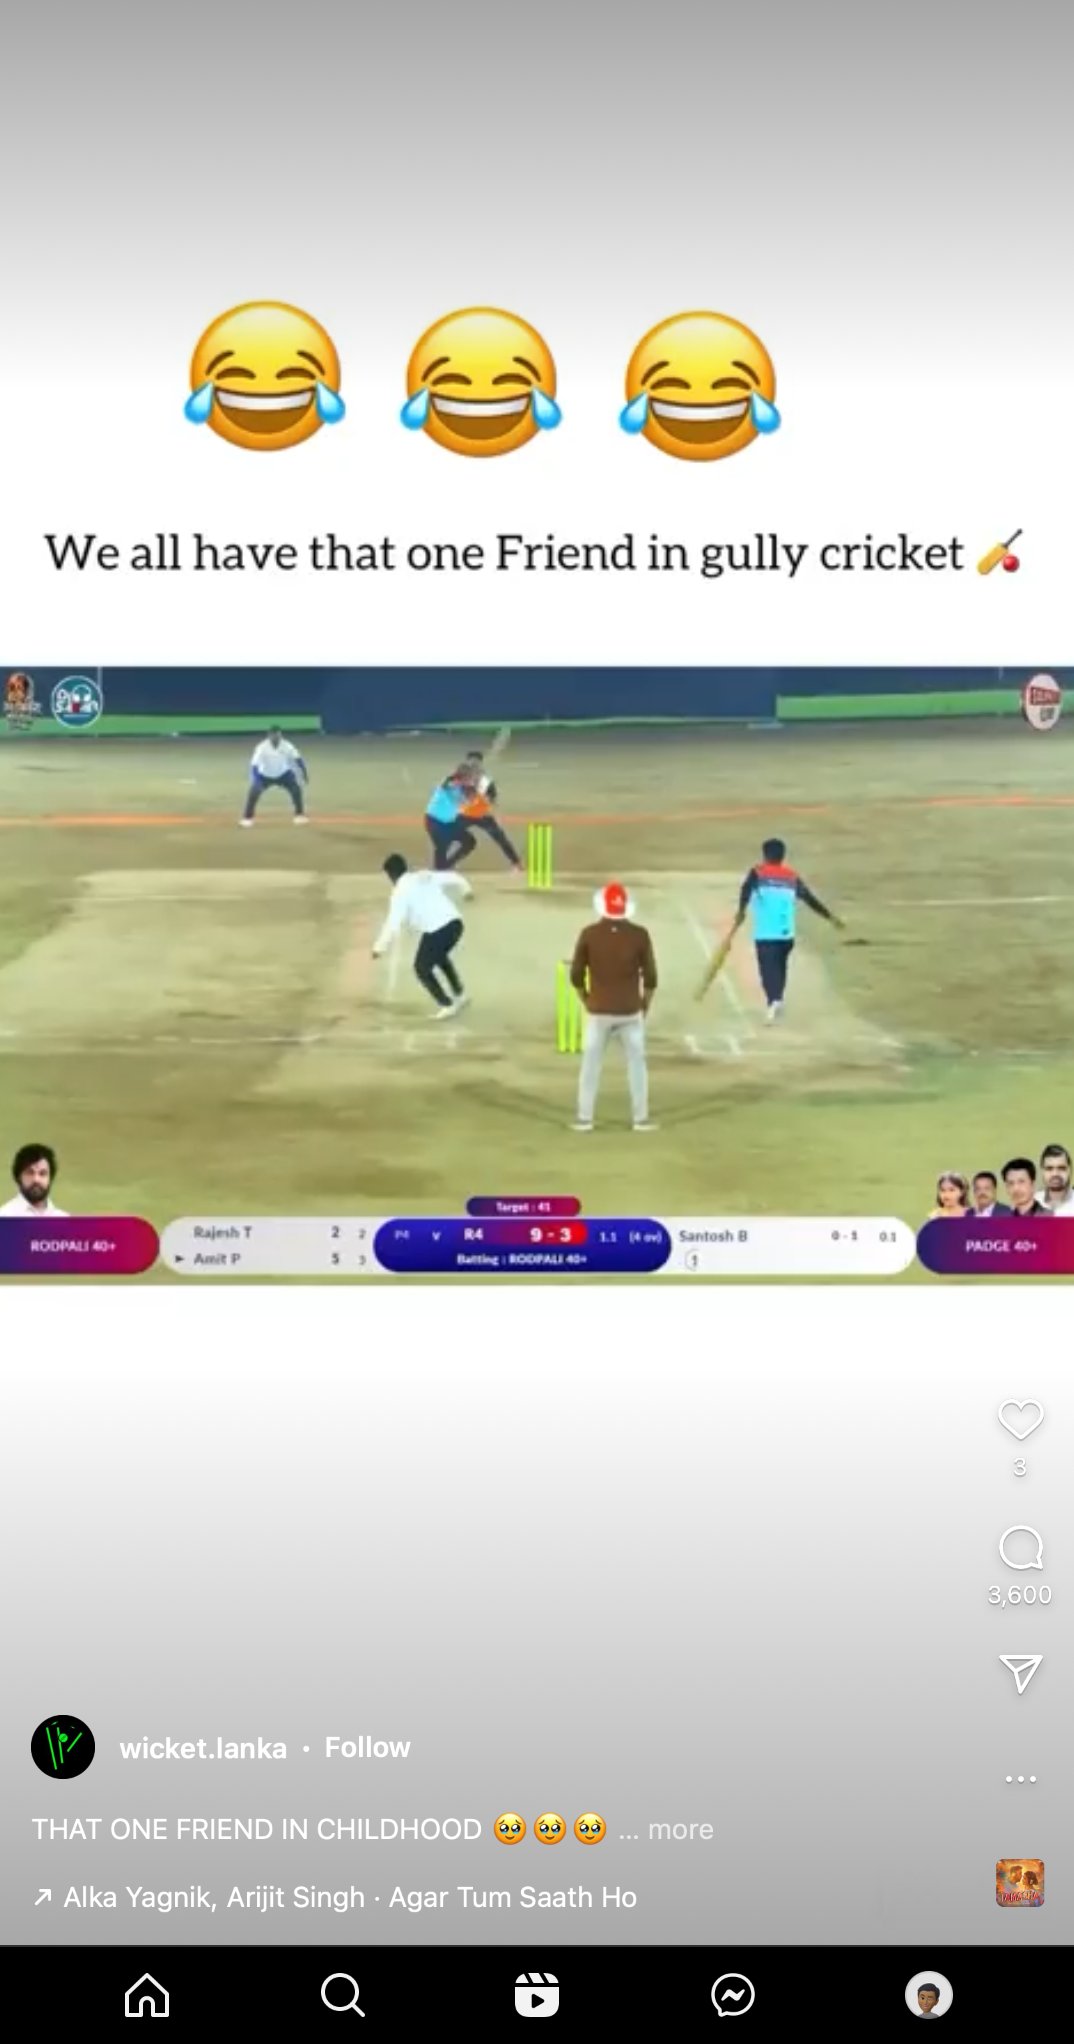 We all have that one Friend in gully cricket 🏏
Target : 41
RODPALI 40+
Rajesh T 2 2
▸ Amit P 5 3
P4 v R4 9 - 3 1.1 (4 ov)
Batting : RODPALI 40+
Santosh B 0 - 1 0.1
1
PADGE 40+
3
3,600
wicket.lanka • Follow
THAT ONE FRIEND IN CHILDHOOD 🥹🥹🥹 ... more
Alka Yagnik, Arijit Singh · Agar Tum Saath Ho